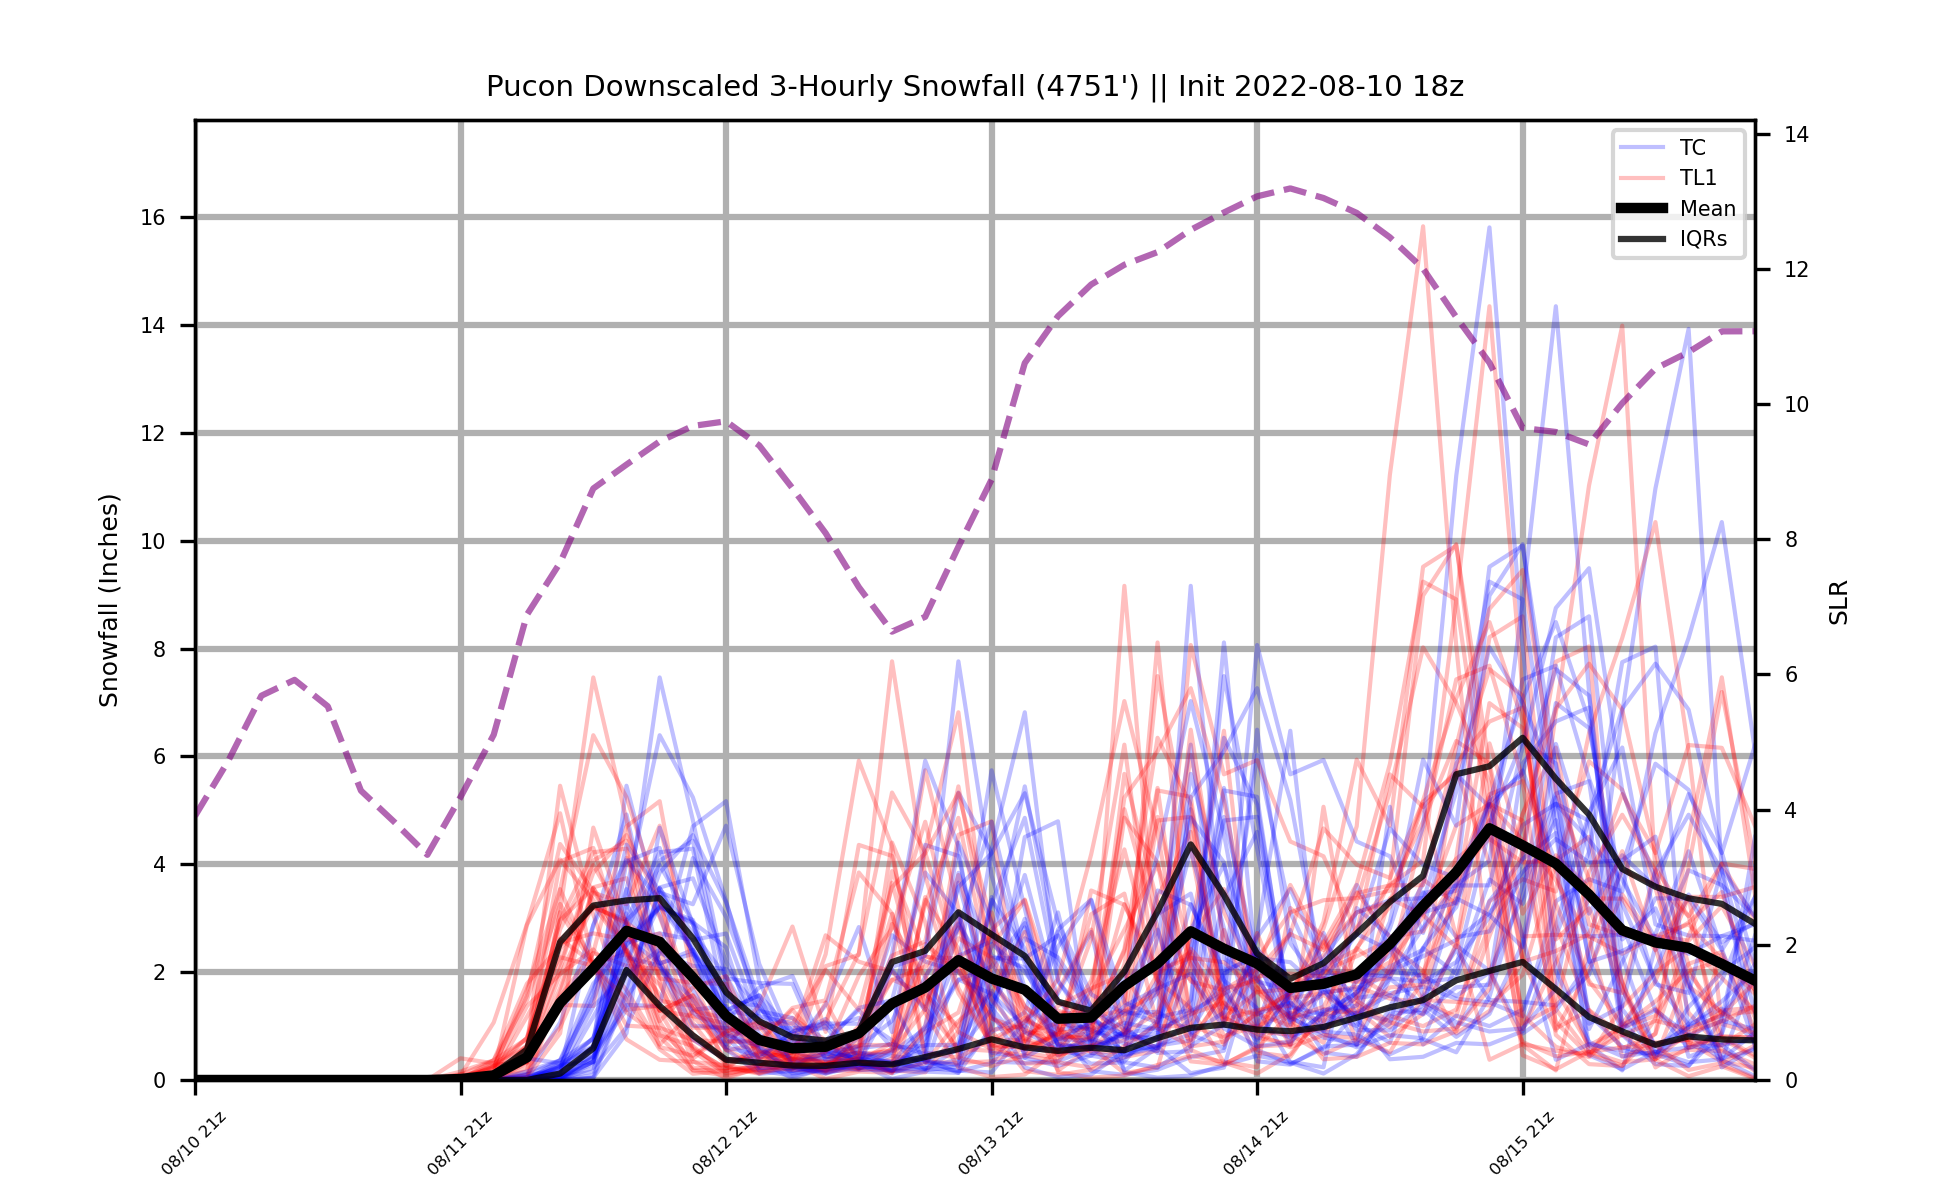 Pucon Downscaled 3-Hourly Snowfall (4751') || Init 2022-08-10 18z
TC
TL1
Mean
IQRs
Snowfall (Inches)
16
14
12
10
8
6
4
2
0
SLR
14
12
10
8
6
4
2
0
08/10 21z
08/11 21z
08/12 21z
08/13 21z
08/14 21z
08/15 21z